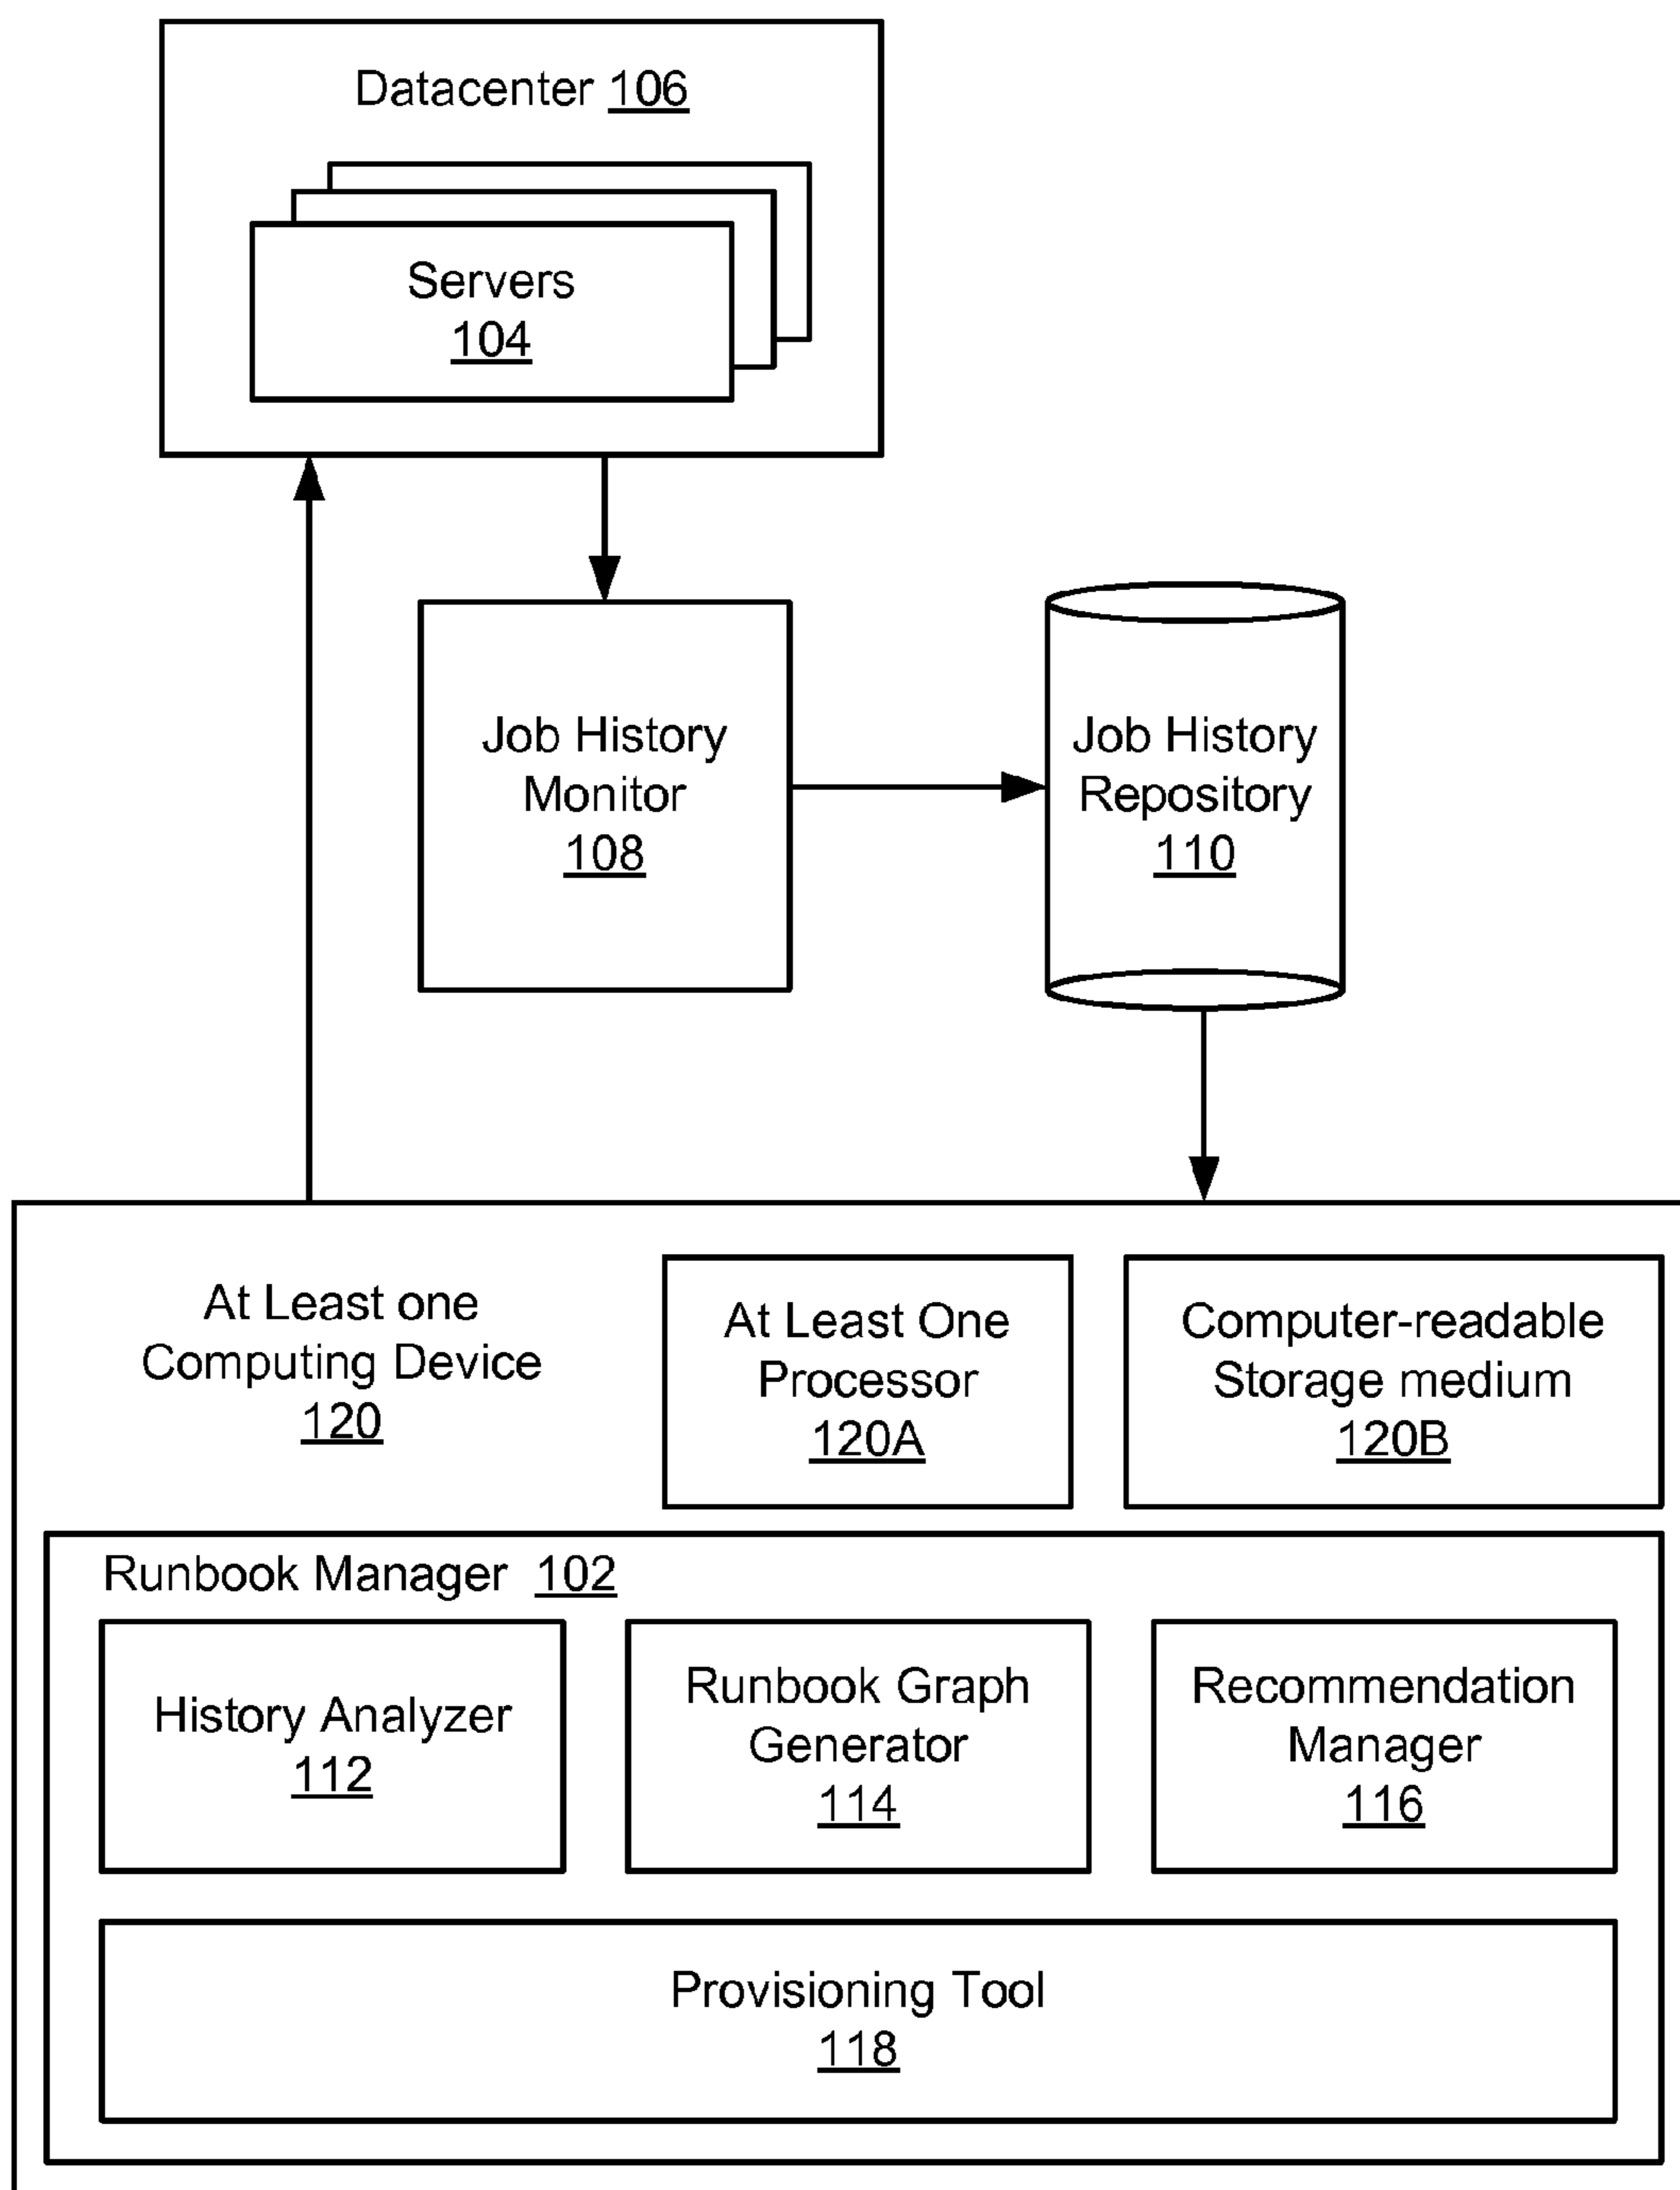 Datacenter 106
Servers
104
Job History
Monitor
108
Job History
Repository
110
At Least one
Computing Device
120
At Least One
Processor
120A
Computer-readable
Storage medium
120B
Runbook Manager 102
History Analyzer
112
Runbook Graph
Generator
114
Recommendation
Manager
116
Provisioning Tool
118